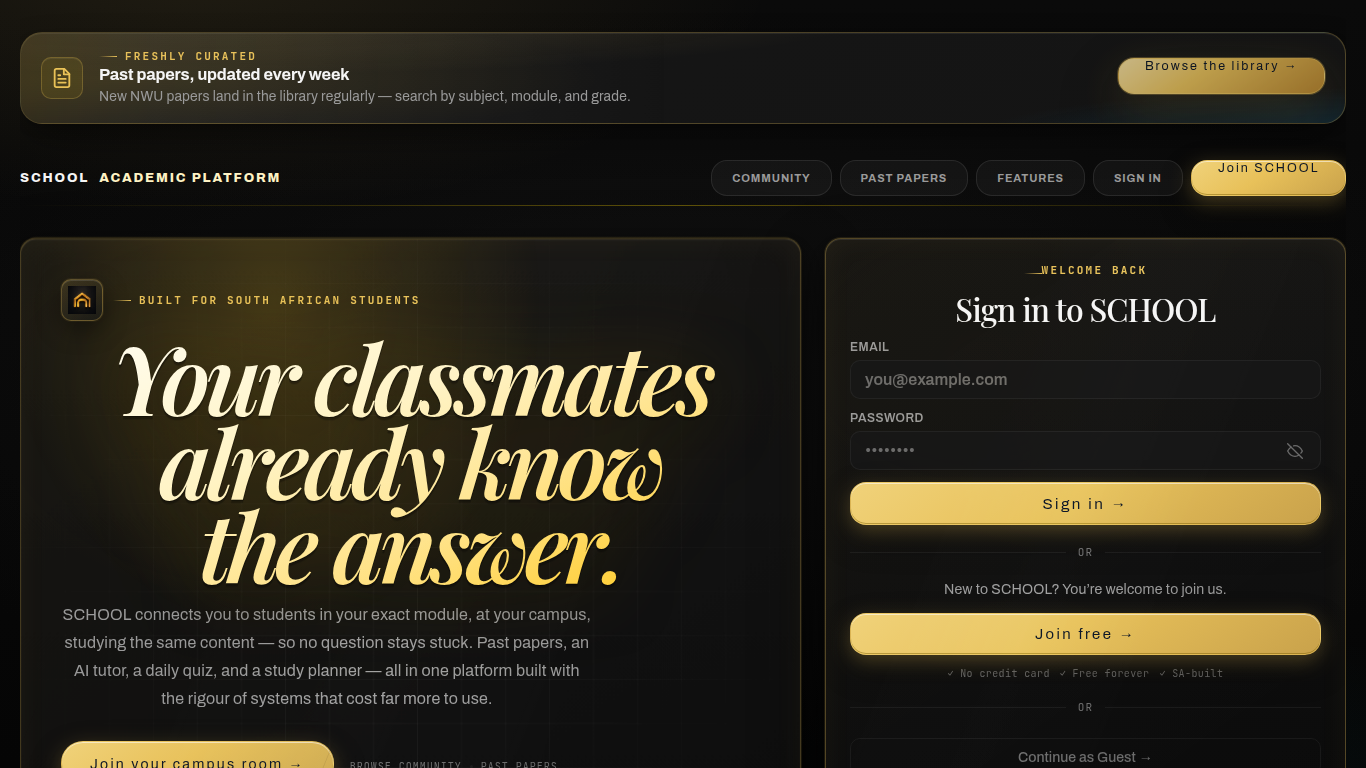 FRESHLY CURATED
Past papers, updated every week
New NWU papers land in the library regularly — search by subject, module, and grade.
Browse the library →
SCHOOL ACADEMIC PLATFORM
COMMUNITY
PAST PAPERS
FEATURES
SIGN IN
Join SCHOOL
BUILT FOR SOUTH AFRICAN STUDENTS
Your classmates
already know
the answer.
SCHOOL connects you to students in your exact module, at your campus,
studying the same content — so no question stays stuck. Past papers, an
AI tutor, a daily quiz, and a study planner — all in one platform built with
the rigour of systems that cost far more to use.
Join your campus room →
BROWSE COMMUNITY · PAST PAPERS
WELCOME BACK
Sign in to SCHOOL
EMAIL
you@example.com
PASSWORD
••••••••
Sign in →
OR
New to SCHOOL? You're welcome to join us.
Join free →
✓ No credit card ✓ Free forever ✓ SA-built
OR
Continue as Guest →